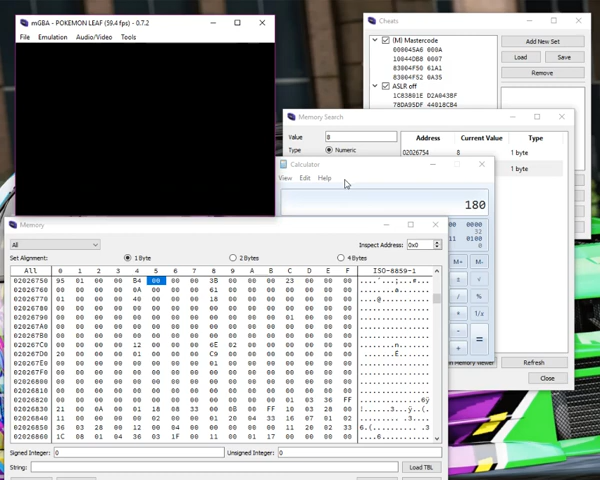 mGBA - POKEMON LEAF (59.4 fps) - 0.7.2
File Emulation Audio/Video Tools
Cheats
(M) Mastercode
000045A6 000A
10044DB8 0007
83004F50 61A1
83004F52 0A35
ASLR off
1C83801E D2A043BF
78DA95DF 44018CB4
Add New Set
Load Save
Remove
Memory Search
Value 8
Type Numeric
Address Current Value Type
02026754 8 1 byte
1 byte
Refresh
Close
Calculator
View Edit Help
180
Memory
All Inspect Address: 0x0
Set Alignment: 1 Byte 2 Bytes 4 Bytes
All 0 1 2 3 4 5 6 7 8 9 A B C D E F ISO-8859-1
02026750 95 01 00 00 B4 00 00 00 3B 00 00 00 23 00 00 00
02026760 00 00 00 00 0A 00 00 00 61 00 00 00 00 00 00 00
02026770 01 00 00 00 40 00 00 00 18 00 00 00 00 00 00 00
02026780 00 00 00 00 00 00 00 00 00 00 00 00 00 00 00 00
02026790 00 00 00 00 00 00 00 00 00 00 00 00 00 00 00 00
020267A0 00 00 00 00 00 00 00 00 00 00 00 00 00 00 00 00
020267B0 00 00 00 00 00 00 00 00 00 00 00 00 00 00 00 00
020267C0 00 00 00 00 12 00 00 00 6E 02 00 00 00 00 00 00
020267D0 20 00 00 00 01 00 00 00 C9 00 00 00 00 00 00 00
020267E0 00 00 00 00 00 00 00 00 00 00 00 00 00 00 00 00
020267F0 00 00 00 00 00 00 00 00 00 00 00 00 00 00 00 00
02026800 00 00 00 00 00 00 00 00 00 00 00 00 00 00 00 00
02026810 00 00 00 00 00 00 00 00 00 00 00 00 00 00 00 00
02026820 00 00 00 00 00 00 00 00 00 00 00 00 01 03 36 FF
02026830 21 00 0A 00 01 18 08 33 00 0B 00 FF 10 03 28 00
02026840 11 00 00 00 00 02 00 00 01 20 04 33 16 07 01 02
02026850 36 03 28 00 12 00 04 00 00 00 00 00 11 20 02 33
02026860 1C 08 01 04 36 03 1F 00 11 00 01 17 00 00 00 00
Signed Integer: 0 Unsigned Integer: 0
String: Load TBL